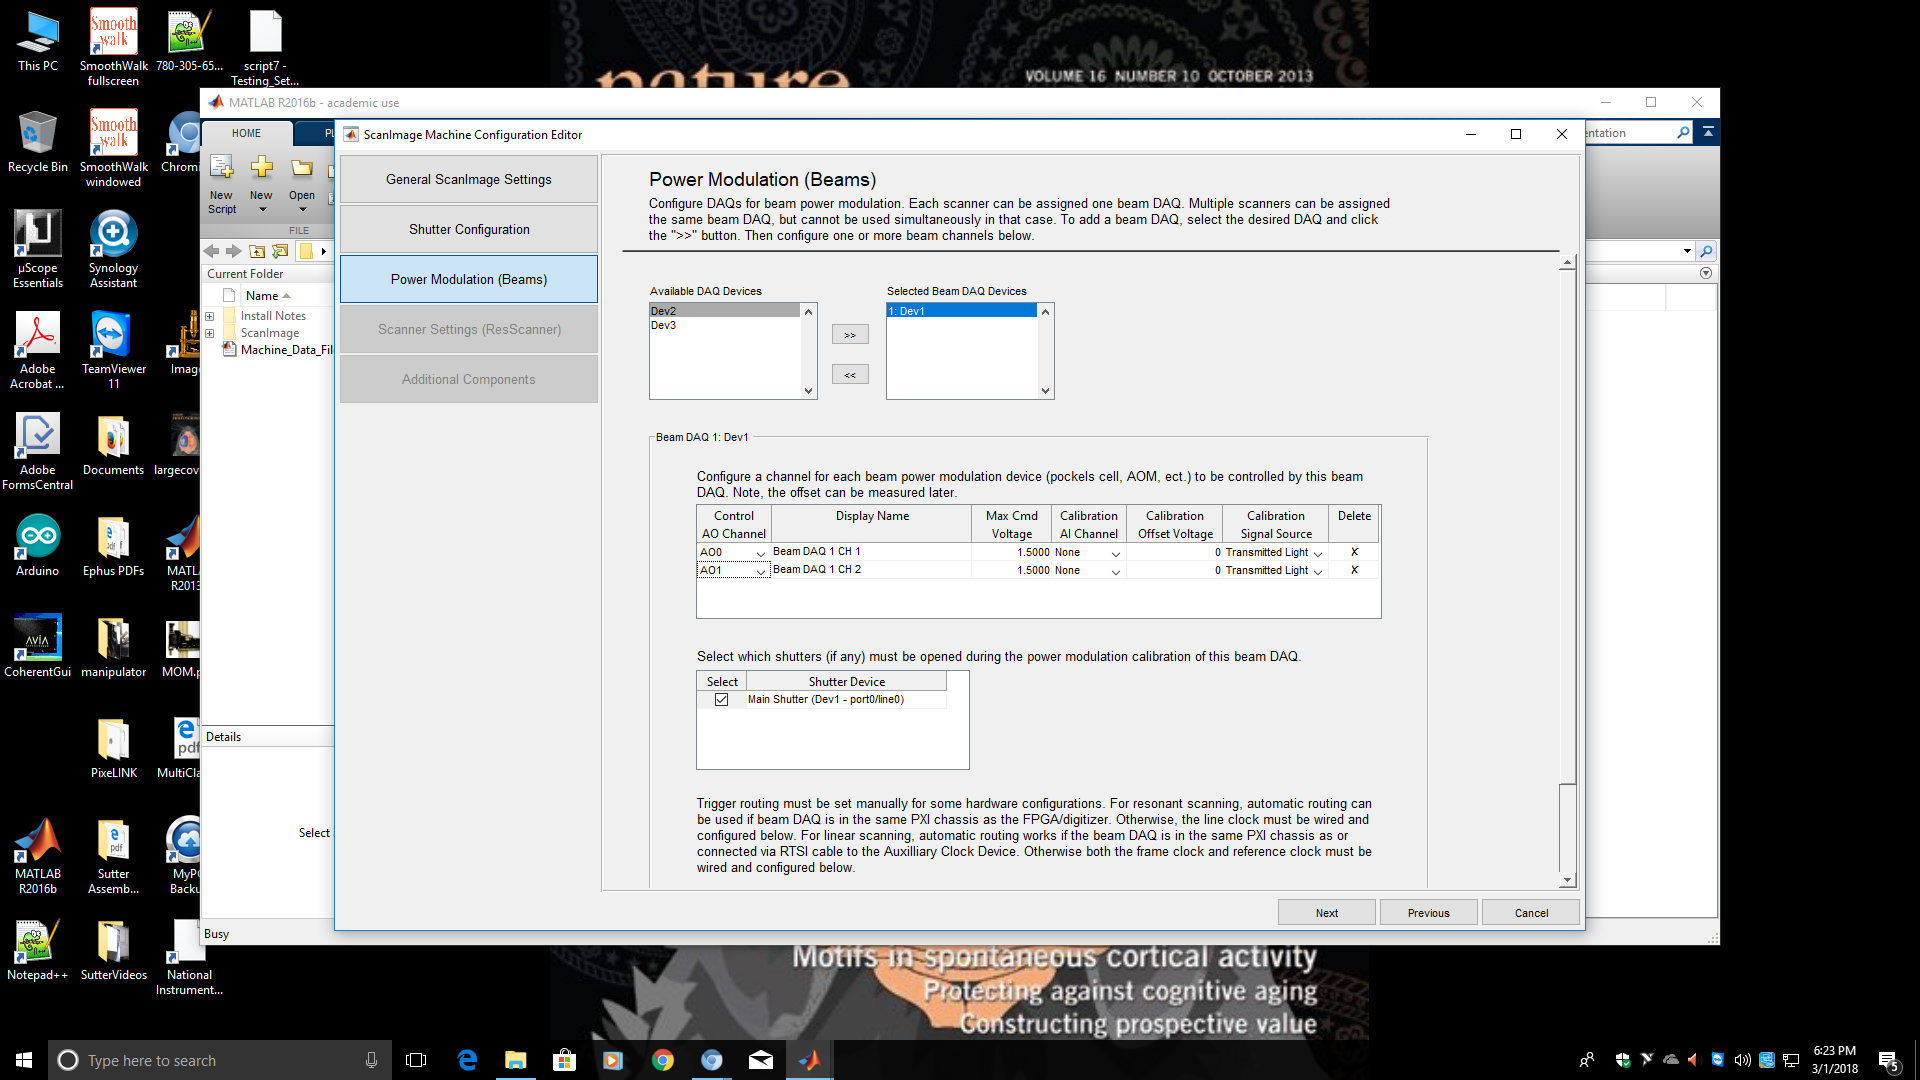 nature
VOLUME 16 NUMBER 10 OCTOBER 2013
This PC
SmoothWalk
fullscreen
780-305-65...
script7 -
Testing_Set...
Recycle Bin
SmoothWalk
windowed
Chromi
µScope
Essentials
Synology
Assistant
Adobe
Acrobat ...
TeamViewer
11
Imag
Adobe
FormsCentral
Documents
largecov
Arduino
Ephus PDFs
MATL
R2013
CoherentGui
manipulator
MOM.p
PixeLINK
MultiCla
MATLAB
R2016b
Sutter
Assemb...
MyPC
Backu
Notepad++
SutterVideos
National
Instrument...
MATLAB R2016b - academic use
HOME
PL
entation
New
Script
New
Open
FILE
Current Folder
Name
Install Notes
ScanImage
Machine_Data_Fil
Details
Select
Busy
ScanImage Machine Configuration Editor
General ScanImage Settings
Shutter Configuration
Power Modulation (Beams)
Scanner Settings (ResScanner)
Additional Components
Power Modulation (Beams)
Configure DAQs for beam power modulation. Each scanner can be assigned one beam DAQ. Multiple scanners can be assigned
the same beam DAQ, but cannot be used simultaneously in that case. To add a beam DAQ, select the desired DAQ and click
the ">>" button. Then configure one or more beam channels below.
Available DAQ Devices
Selected Beam DAQ Devices
Dev2
Dev3
>>
<<
1: Dev1
Beam DAQ 1: Dev1
Configure a channel for each beam power modulation device (pockels cell, AOM, ect.) to be controlled by this beam
DAQ. Note, the offset can be measured later.
Control AO Channel Display Name Max Cmd Voltage Calibration AI Channel Calibration Offset Voltage Calibration Signal Source Delete
AO0 Beam DAQ 1 CH 1 1.5000 None 0 Transmitted Light X
AO1 Beam DAQ 1 CH 2 1.5000 None 0 Transmitted Light X
Select which shutters (if any) must be opened during the power modulation calibration of this beam DAQ.
Select Shutter Device
Main Shutter (Dev1 - port0/line0)
Trigger routing must be set manually for some hardware configurations. For resonant scanning, automatic routing can
be used if beam DAQ is in the same PXI chassis as the FPGA/digitizer. Otherwise, the line clock must be wired and
configured below. For linear scanning, automatic routing works if the beam DAQ is in the same PXI chassis as or
connected via RTSI cable to the Auxilliary Clock Device. Otherwise both the frame clock and reference clock must be
wired and configured below.
Next
Previous
Cancel
Motifs in spontaneous cortical activity
Protecting against cognitive aging
Constructing prospective value
Type here to search
6:23 PM
3/1/2018
5